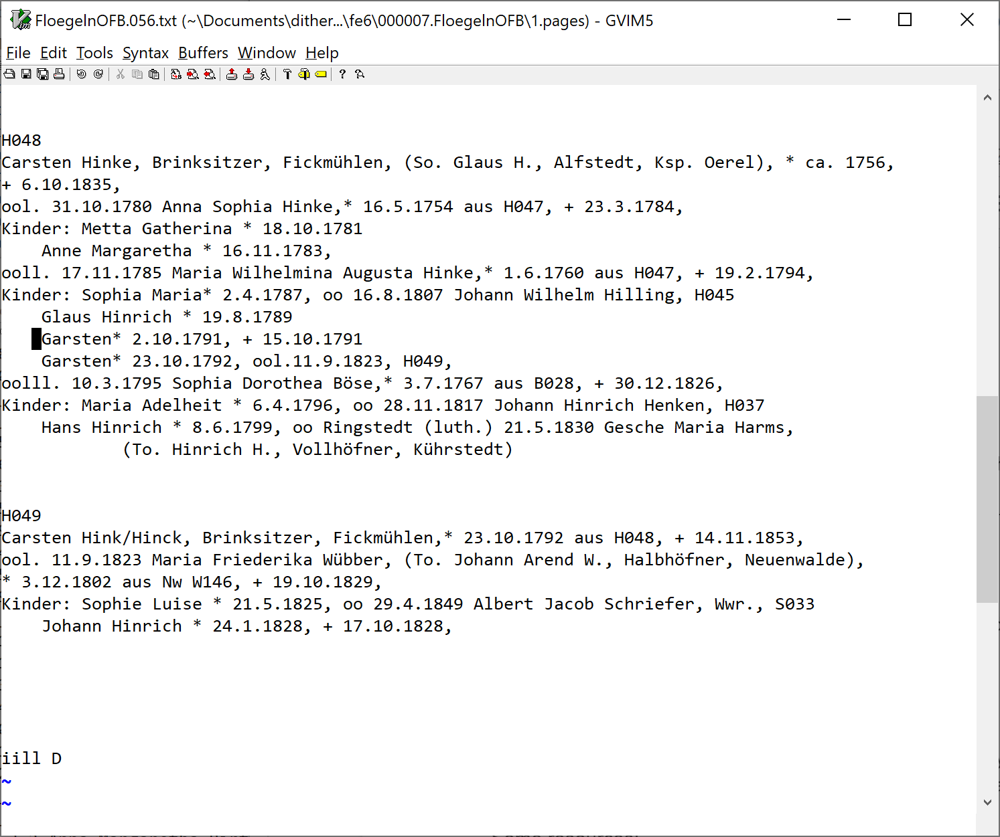 FloegelnOFB.056.txt (~\Documents\dither...\fe6\000007.FloegelnOFB\1.pages) - GVIM5
File Edit Tools Syntax Buffers Window Help
H048
Carsten Hinke, Brinksitzer, Fickmühlen, (So. Glaus H., Alfstedt, Ksp. Oerel), * ca. 1756,
+ 6.10.1835,
ool. 31.10.1780 Anna Sophia Hinke,* 16.5.1754 aus H047, + 23.3.1784,
Kinder: Metta Gatherina * 18.10.1781
Anne Margaretha * 16.11.1783,
ooll. 17.11.1785 Maria Wilhelmina Augusta Hinke,* 1.6.1760 aus H047, + 19.2.1794,
Kinder: Sophia Maria* 2.4.1787, oo 16.8.1807 Johann Wilhelm Hilling, H045
Glaus Hinrich * 19.8.1789
Garsten* 2.10.1791, + 15.10.1791
Garsten* 23.10.1792, ool.11.9.1823, H049,
oolll. 10.3.1795 Sophia Dorothea Böse,* 3.7.1767 aus B028, + 30.12.1826,
Kinder: Maria Adelheit * 6.4.1796, oo 28.11.1817 Johann Hinrich Henken, H037
Hans Hinrich * 8.6.1799, oo Ringstedt (luth.) 21.5.1830 Gesche Maria Harms,
(To. Hinrich H., Vollhöfner, Kührstedt)
H049
Carsten Hink/Hinck, Brinksitzer, Fickmühlen,* 23.10.1792 aus H048, + 14.11.1853,
ool. 11.9.1823 Maria Friederika Wübber, (To. Johann Arend W., Halbhöfner, Neuenwalde),
* 3.12.1802 aus Nw W146, + 19.10.1829,
Kinder: Sophie Luise * 21.5.1825, oo 29.4.1849 Albert Jacob Schriefer, Wwr., S033
Johann Hinrich * 24.1.1828, + 17.10.1828,
iill D
~
~